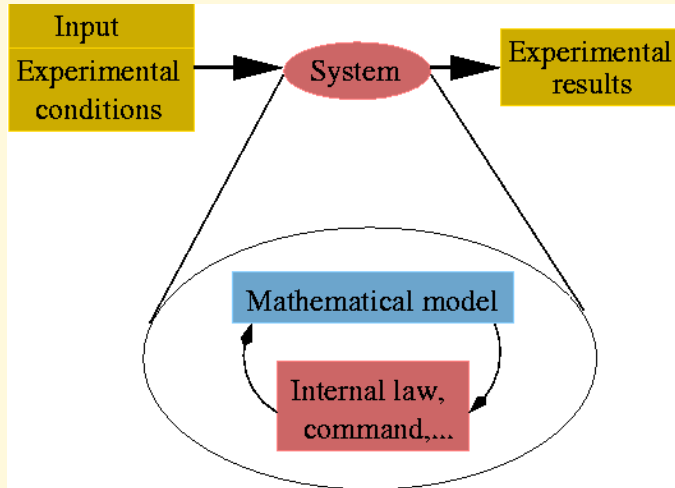 Input
Experimental
conditions
System
Experimental
results
Mathematical model
Internal law,
command,...